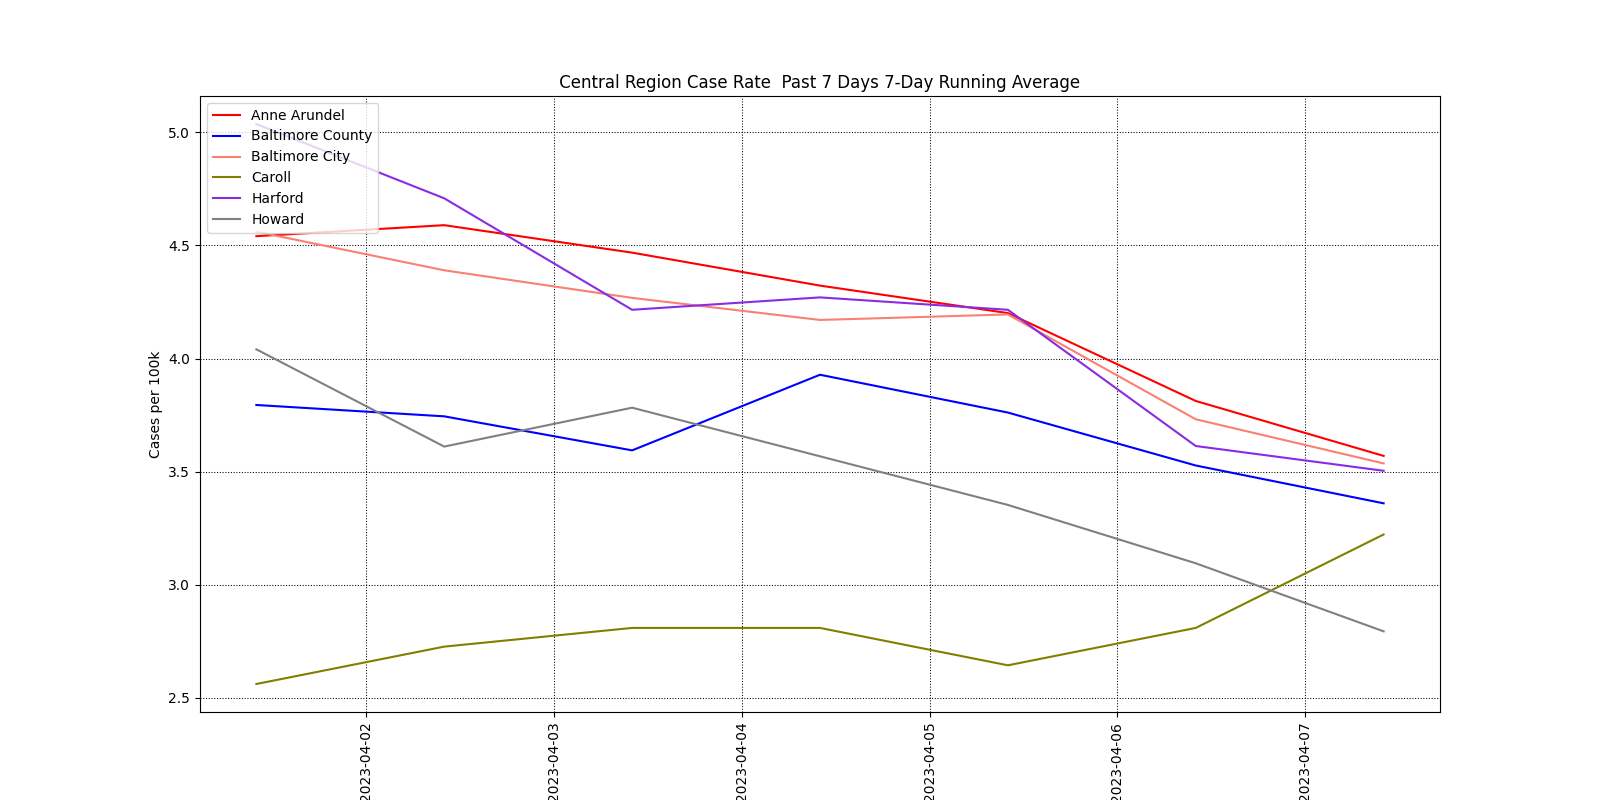 Central Region Case Rate  Past 7 Days 7-Day Running Average
Anne Arundel
Baltimore County
Baltimore City
Caroll
Harford
Howard
Cases per 100k
5.0
4.5
4.0
3.5
3.0
2.5
2023-04-02
2023-04-03
2023-04-04
2023-04-05
2023-04-06
2023-04-07